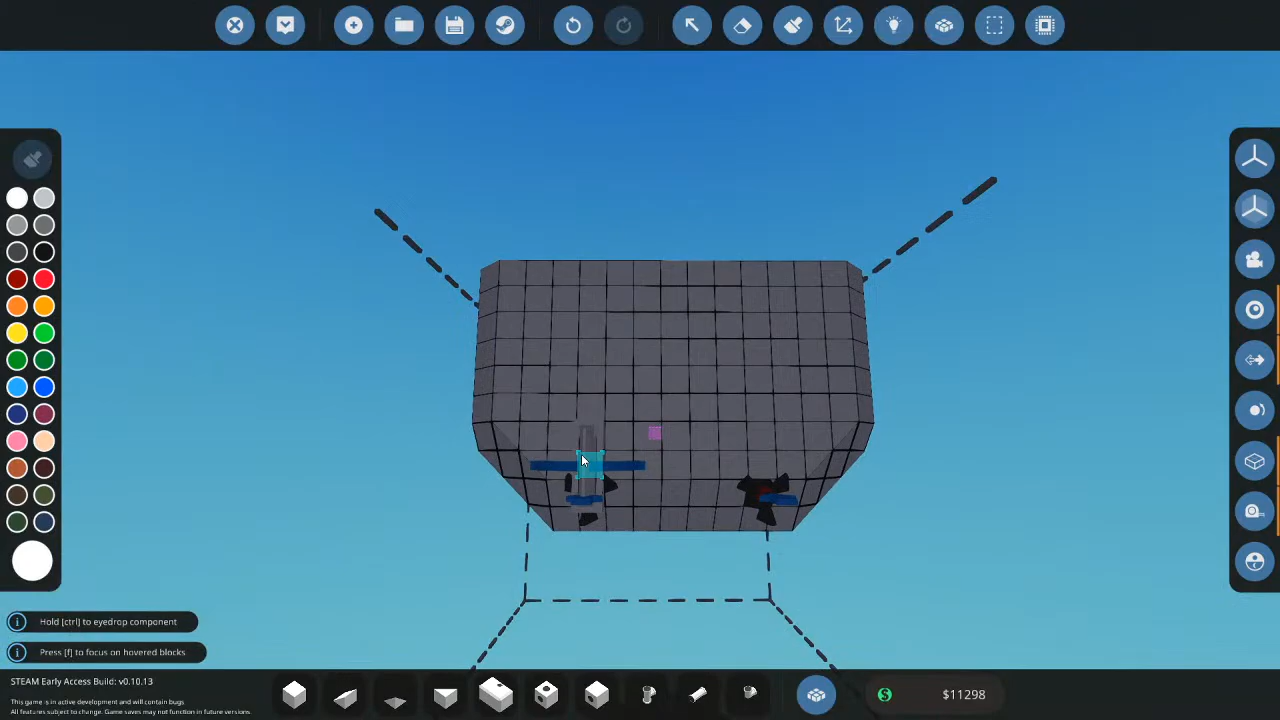 Hold [ctrl] to eyedrop component
Press [f] to focus on hovered blocks
STEAM Early Access Build: v0.10.13
This game is in active development and will contain bugs
All features subject to change. Game saves may not function in future versions.
$11298